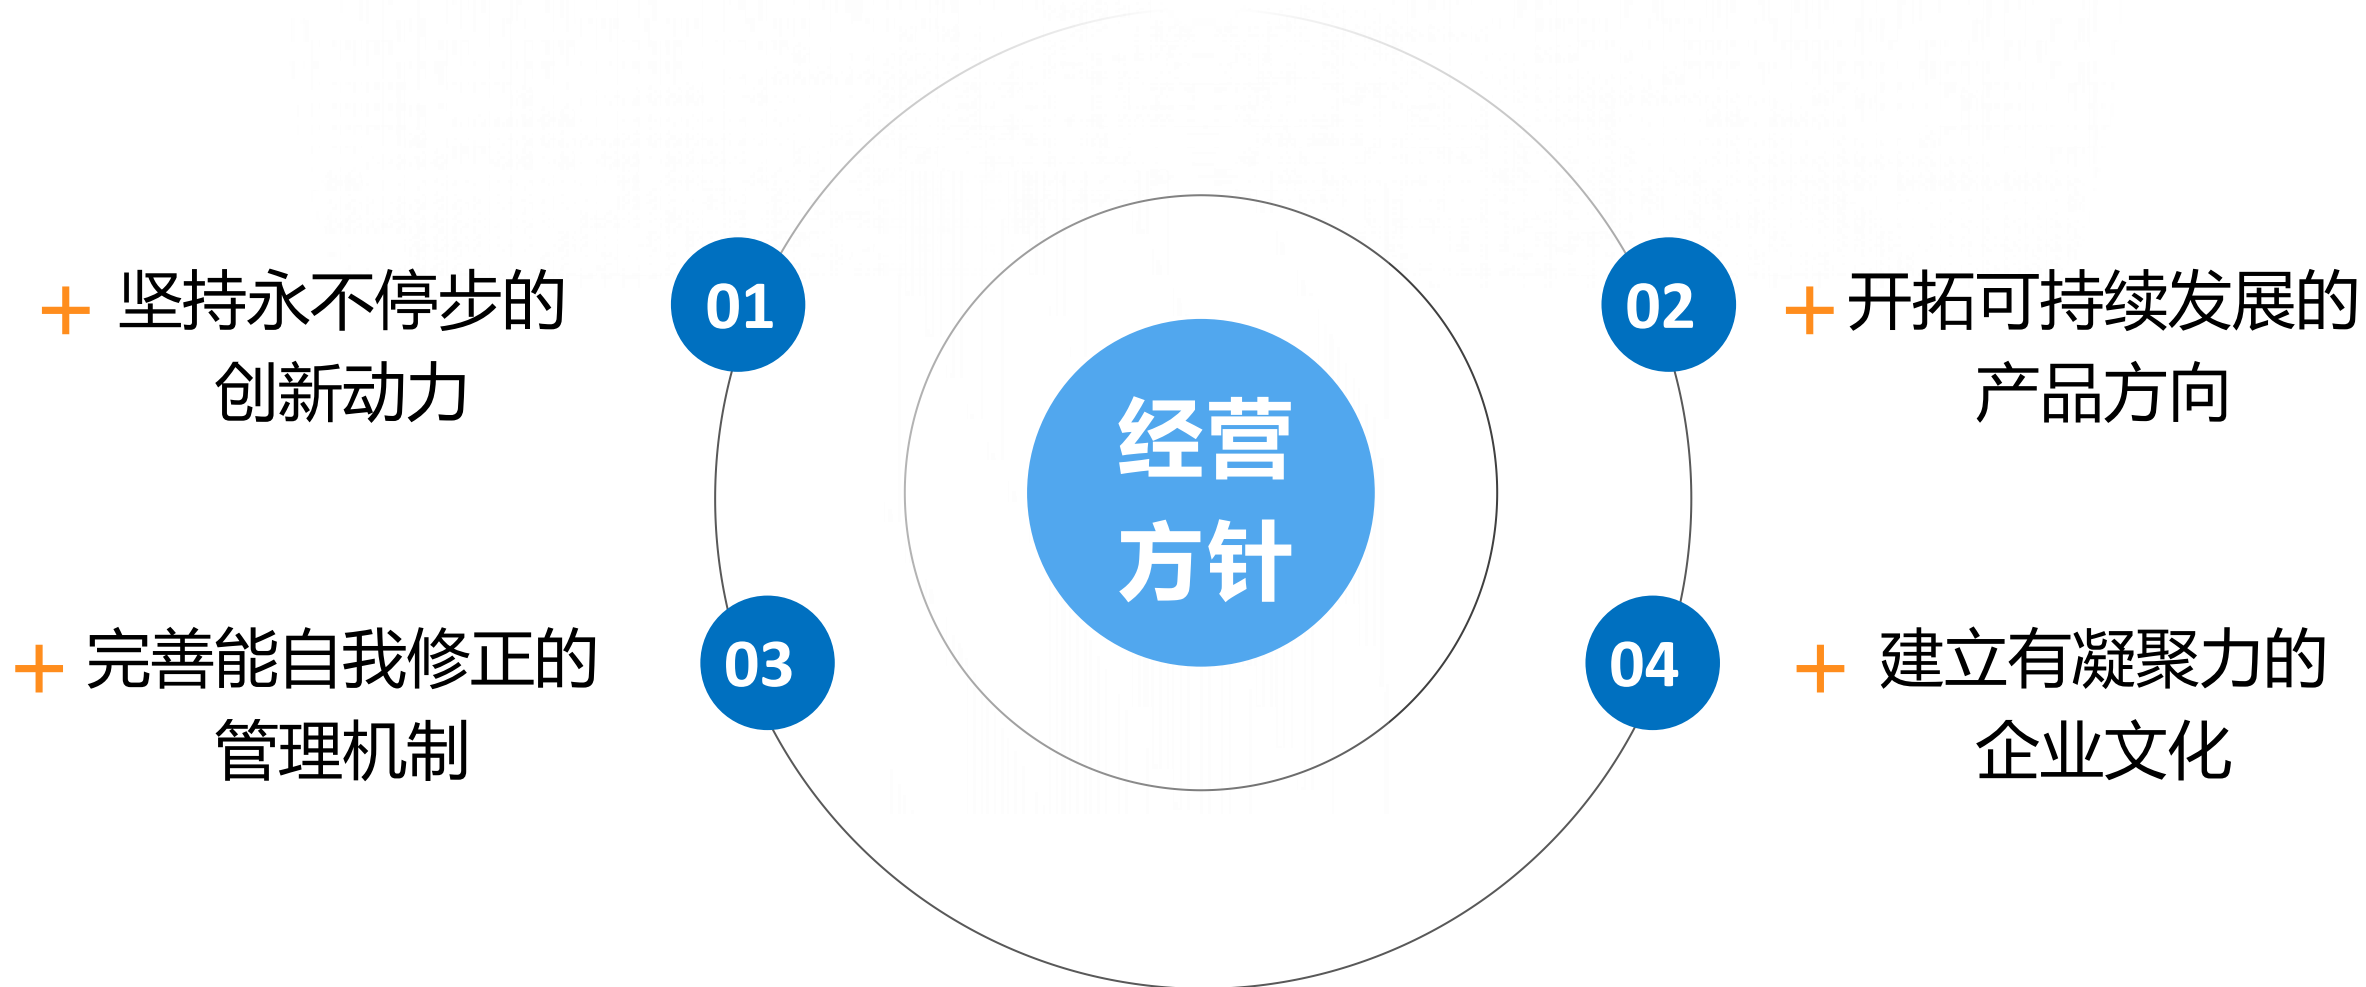 坚持永不停步的
创新动力
01
02
开拓可持续发展的
产品方向
经营
方针
完善能自我修正的
管理机制
03
04
建立有凝聚力的
企业文化